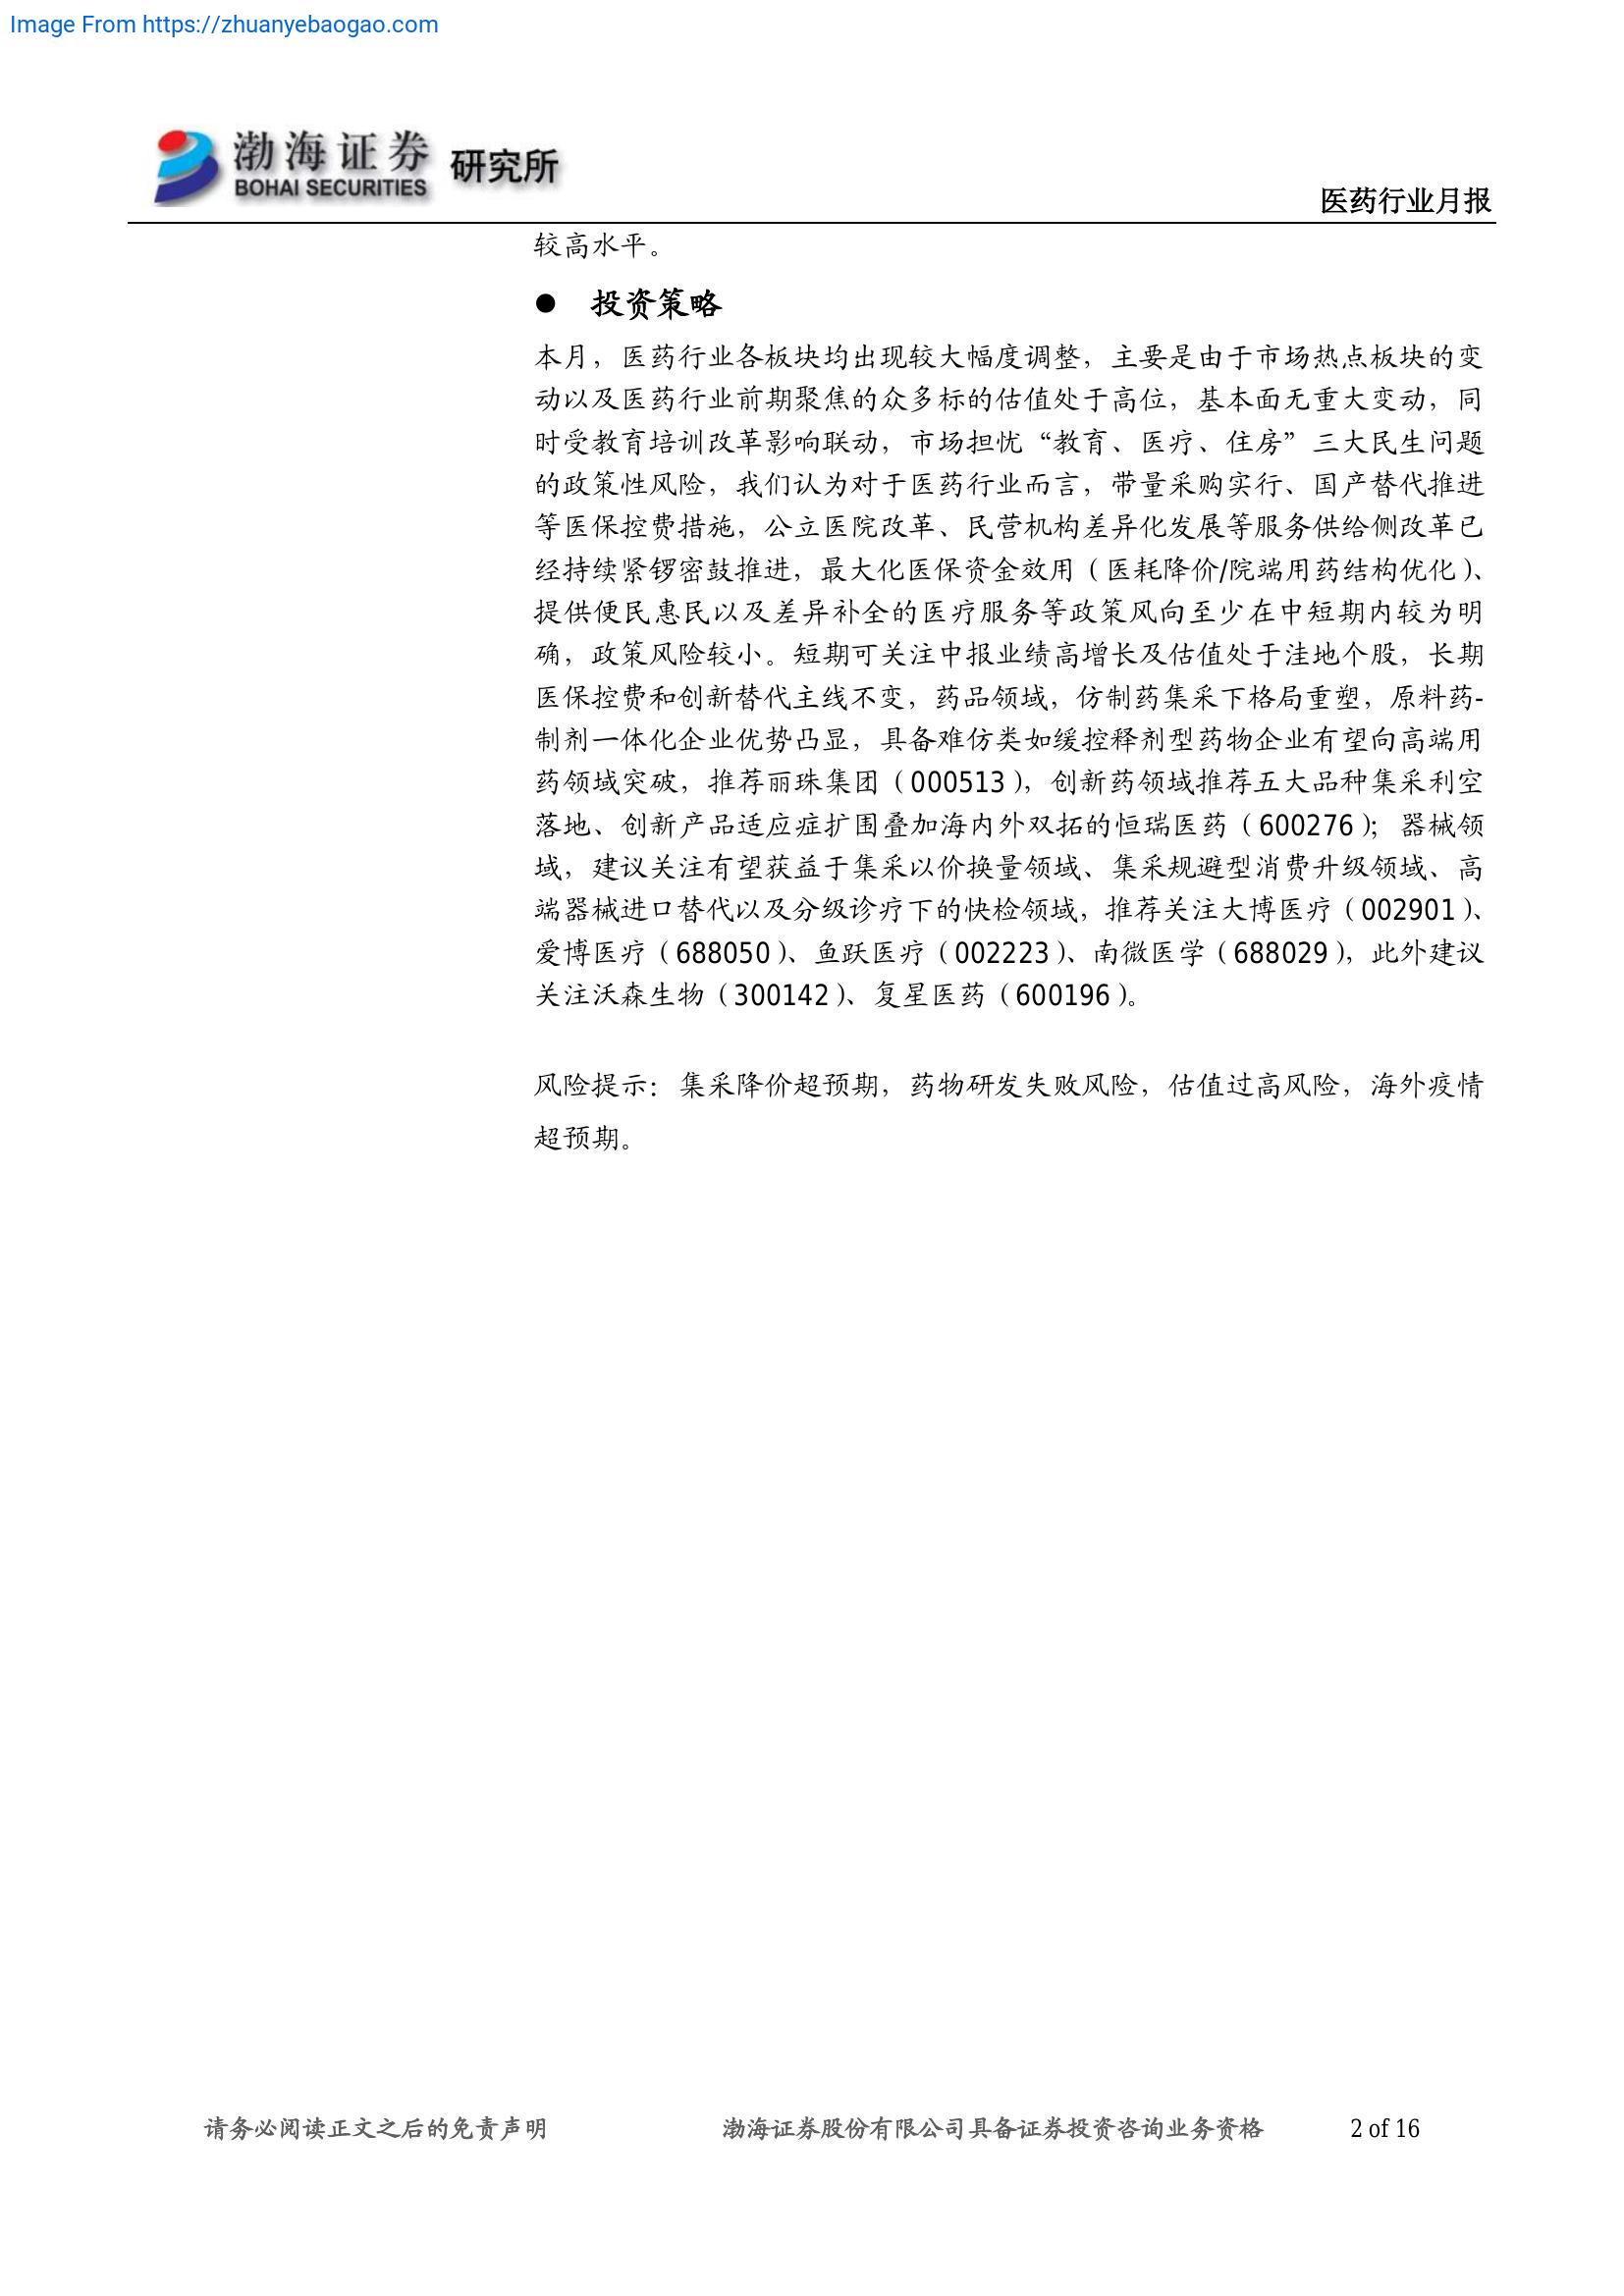 Image From https://zhuanyebaogao.com
渤海证券 研究所
BOHAI SECURITIES
医药行业月报
较高水平。
● 投资策略
本月，医药行业各板块均出现较大幅度调整，主要是由于市场热点板块的变
动以及医药行业前期聚焦的众多标的估值处于高位，基本面无重大变动，同
时受教育培训改革影响联动，市场担忧“教育、医疗、住房”三大民生问题
的政策性风险，我们认为对于医药行业而言，带量采购实行、国产替代推进
等医保控费措施，公立医院改革、民营机构差异化发展等服务供给侧改革已
经持续紧锣密鼓推进，最大化医保资金效用（医耗降价/院端用药结构优化）、
提供便民惠民以及差异补全的医疗服务等政策风向至少在中短期内较为明
确，政策风险较小。短期可关注中报业绩高增长及估值处于洼地个股，长期
医保控费和创新替代主线不变，药品领域，仿制药集采下格局重塑，原料药-
制剂一体化企业优势凸显，具备难仿类如缓控释剂型药物企业有望向高端用
药领域突破，推荐丽珠集团（000513），创新药领域推荐五大品种集采利空
落地、创新产品适应症扩围叠加海内外双拓的恒瑞医药（600276）；器械领
域，建议关注有望获益于集采以价换量领域、集采规避型消费升级领域、高
端器械进口替代以及分级诊疗下的快检领域，推荐关注大博医疗（002901）、
爱博医疗（688050）、鱼跃医疗（002223）、南微医学（688029），此外建议
关注沃森生物（300142）、复星医药（600196）。
风险提示：集采降价超预期，药物研发失败风险，估值过高风险，海外疫情
超预期。
请务必阅读正文之后的免责声明 渤海证券股份有限公司具备证券投资咨询业务资格 2 of 16